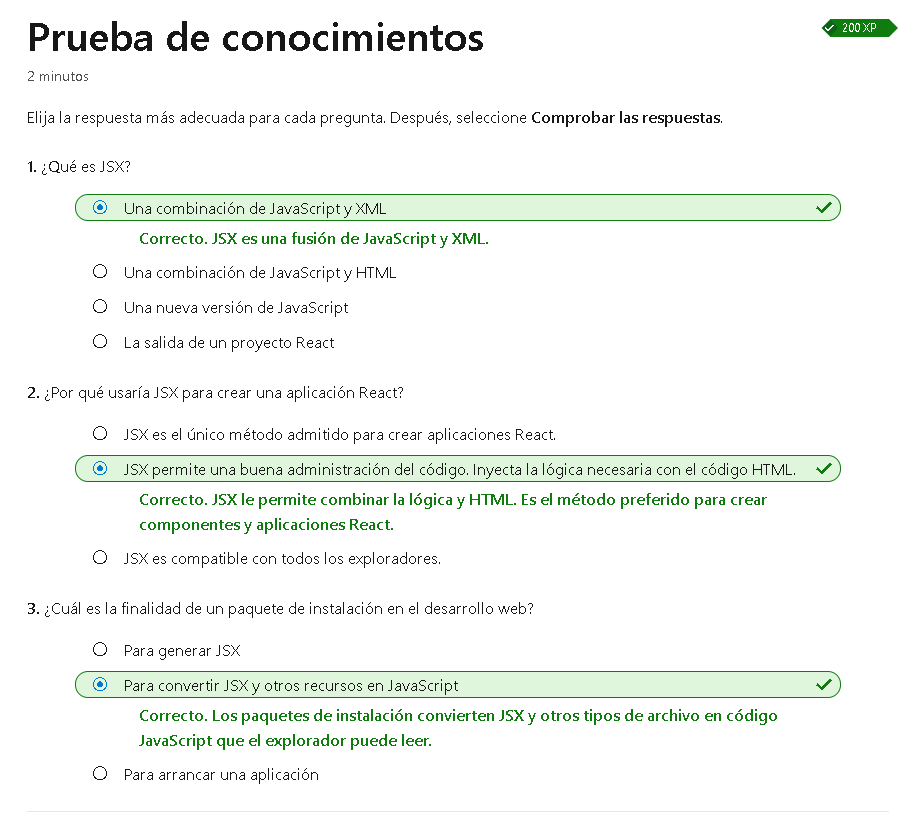 Prueba de conocimientos
200 XP
2 minutos
Elija la respuesta más adecuada para cada pregunta. Después, seleccione Comprobar las respuestas.
1. ¿Qué es JSX?
Una combinación de JavaScript y XML
Correcto. JSX es una fusión de JavaScript y XML.
Una combinación de JavaScript y HTML
Una nueva versión de JavaScript
La salida de un proyecto React
2. ¿Por qué usaría JSX para crear una aplicación React?
JSX es el único método admitido para crear aplicaciones React.
JSX permite una buena administración del código. Inyecta la lógica necesaria con el código HTML.
Correcto. JSX le permite combinar la lógica y HTML. Es el método preferido para crear
componentes y aplicaciones React.
JSX es compatible con todos los exploradores.
3. ¿Cuál es la finalidad de un paquete de instalación en el desarrollo web?
Para generar JSX
Para convertir JSX y otros recursos en JavaScript
Correcto. Los paquetes de instalación convierten JSX y otros tipos de archivo en código
JavaScript que el explorador puede leer.
Para arrancar una aplicación